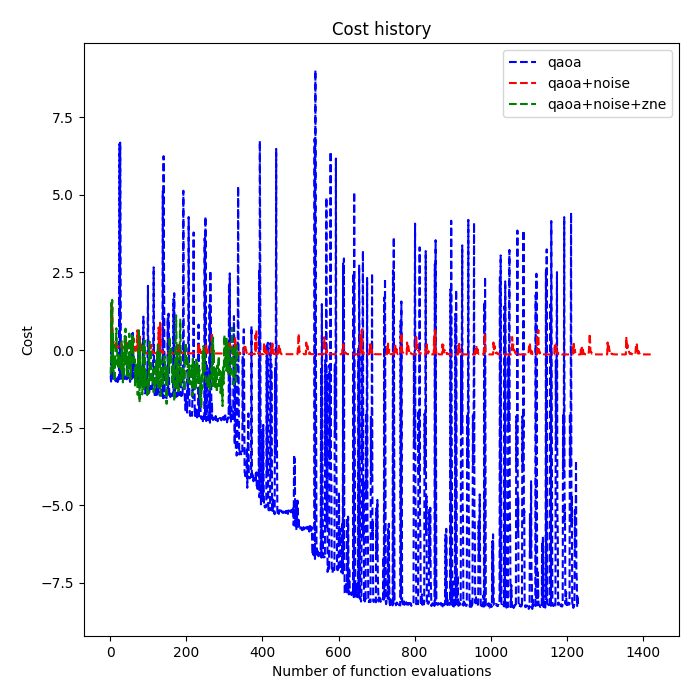 Cost history
qaoa
qaoa+noise
qaoa+noise+zne
7.5
5.0
2.5
0.0
−2.5
−5.0
−7.5
Cost
0 200 400 600 800 1000 1200 1400
Number of function evaluations